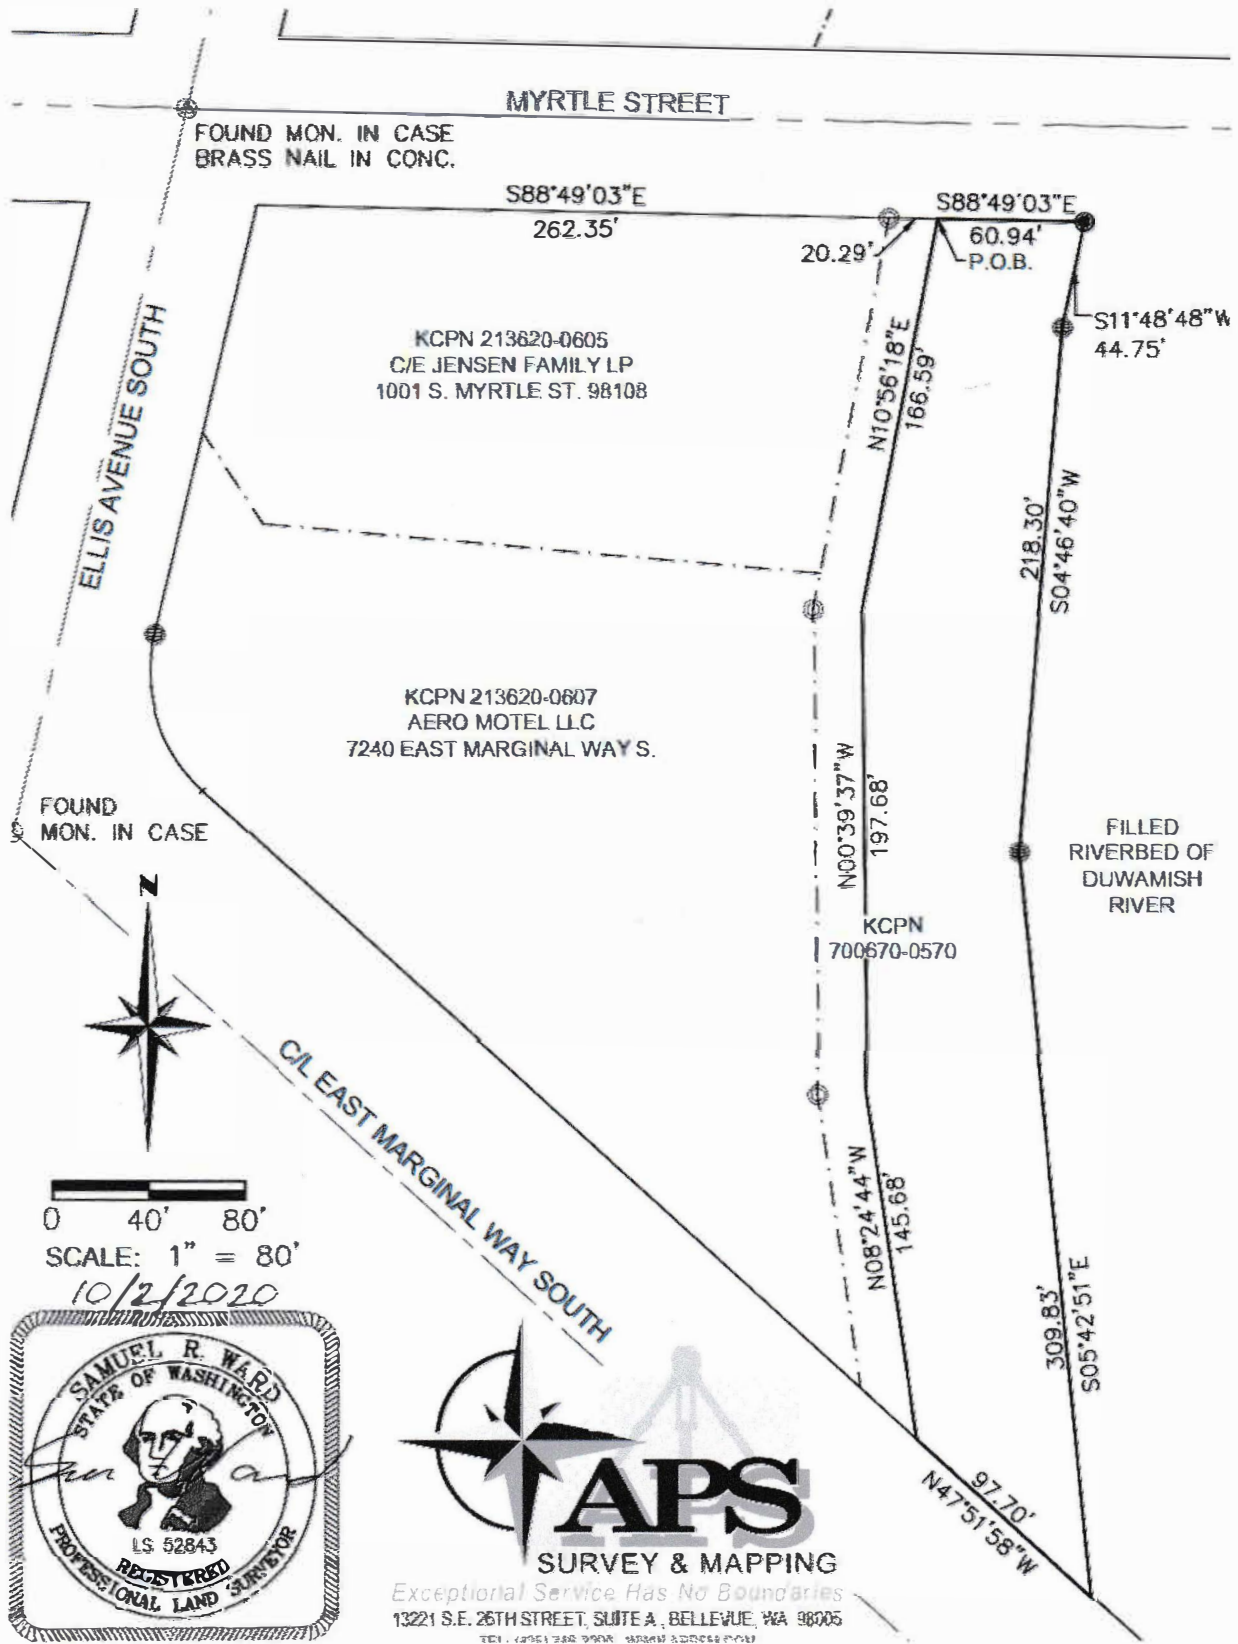 MYRTLE STREET
FOUND MON. IN CASE
BRASS NAIL IN CONC.
S88°49'03"E
262.35'
S88°49'03"E
60.94'
20.29'
P.O.B.
S11°48'48"W
44.75'
KCPN 213620-0605
C/E JENSEN FAMILY LP
1001 S. MYRTLE ST. 98108
N10°56'18"E
166.59'
ELLIS AVENUE SOUTH
218.30'
S04°46'40"W
KCPN 213620-0607
AERO MOTEL LLC
7240 EAST MARGINAL WAY S.
N00°39'37"W
197.68'
FOUND
MON. IN CASE
FILLED
RIVERBED OF
DUWAMISH
RIVER
N
KCPN
700670-0570
C/L EAST MARGINAL WAY SOUTH
N08°24'44"W
145.68'
309.83'
S05°42'51"E
0 40' 80'
SCALE: 1" = 80'
10/2/2020
SAMUEL R. WARD
STATE OF WASHINGTON
LS 52843
REGISTERED
PROFESSIONAL LAND SURVEYOR
97.70'
N47°51'58"W
APS
SURVEY & MAPPING
Exceptional Service Has No Boundaries
13221 S.E. 26TH STREET, SUITE A, BELLEVUE, WA 98005